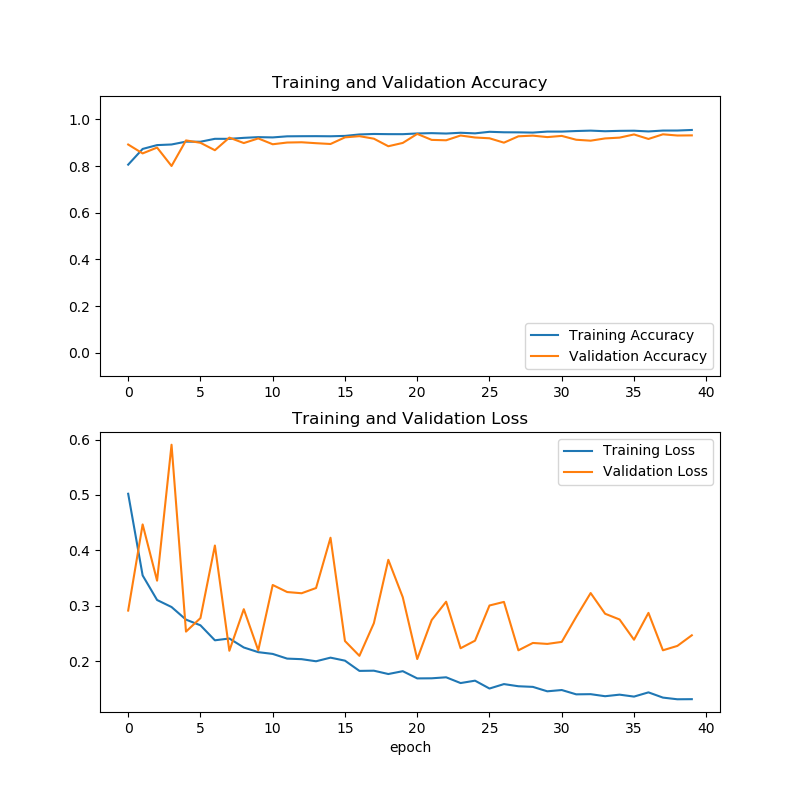 Training and Validation Accuracy
1.0
0.8
0.6
0.4
0.2
0.0
Training Accuracy
Validation Accuracy
0 5 10 15 20 25 30 35 40
Training and Validation Loss
0.6
0.5
0.4
0.3
0.2
Training Loss
Validation Loss
0 5 10 15 20 25 30 35 40
epoch